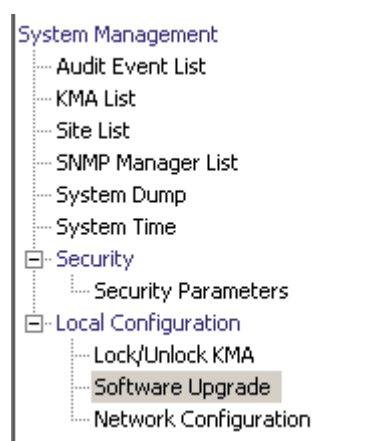 System Management
Audit Event List
KMA List
Site List
SNMP Manager List
System Dump
System Time
Security
Security Parameters
Local Configuration
Lock/Unlock KMA
Software Upgrade
Network Configuration